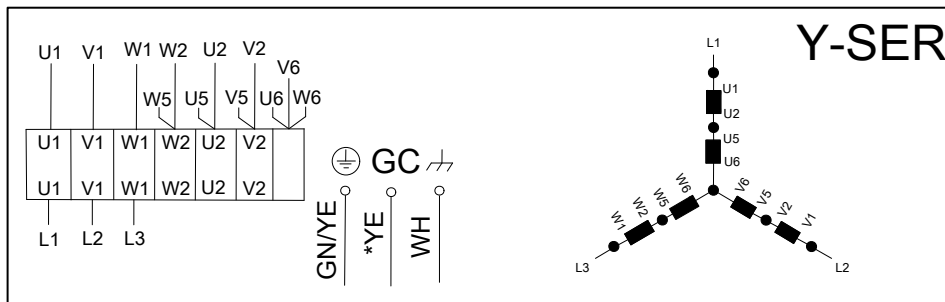 Y-SER
U1 V1 W1 W2 U2 V2 V6
W5 U5 V5 U6 W6
U1 V1 W1 W2 U2 V2
U1 V1 W1 W2 U2 V2
L1 L2 L3
GC
GN/YE *YE WH
L1
U1
U2
U5
U6
W1 W2 W5 W6
V6 V5 V2 V1
L3
L2